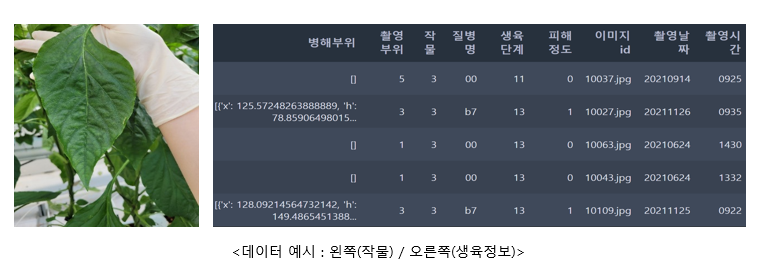 병해부위 촬영부위 작물 질병명 생육단계 피해정도 이미지id 촬영날짜 촬영시간
[] 5 3 00 11 0 10037.jpg 20210914 0925
[{'x': 125.57248263888889, 'h': 78.85906498015... 3 3 b7 13 1 10027.jpg 20211126 0935
[] 1 3 00 13 0 10063.jpg 20210624 1430
[] 1 3 00 13 0 10043.jpg 20210624 1332
[{'x': 128.09214564732142, 'h': 149.4865451388... 3 3 b7 13 1 10109.jpg 20211125 0922
<데이터 예시 : 왼쪽(작물) / 오른쪽(생육정보)>